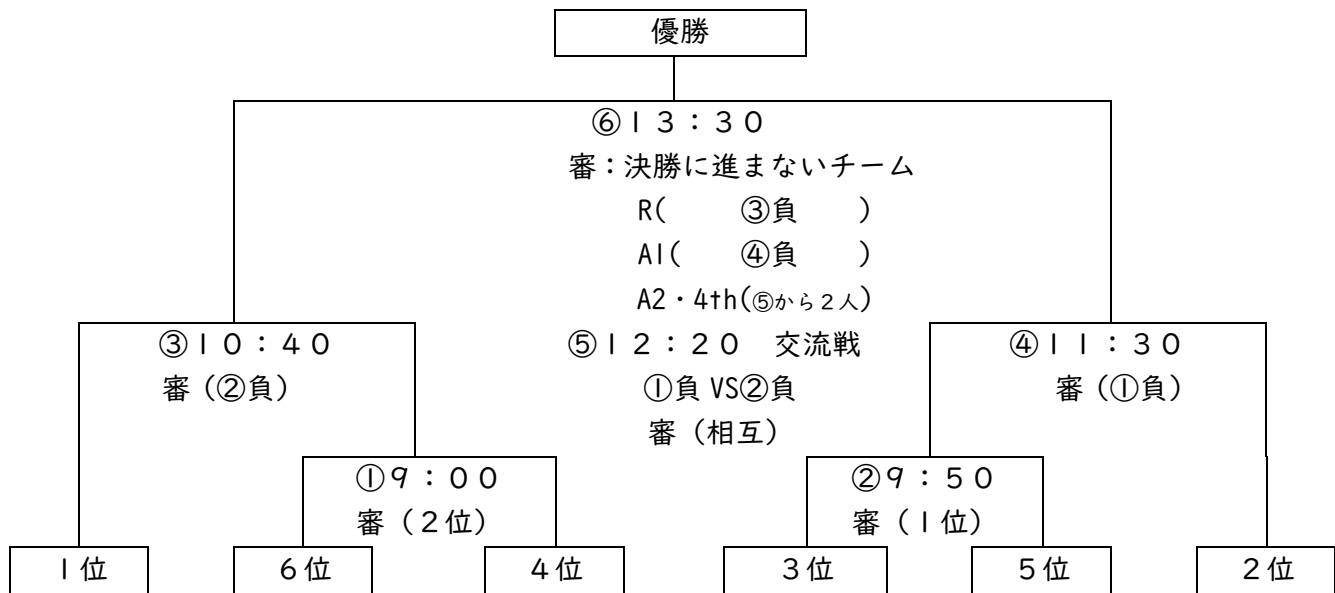 優勝
⑥13：30
審：決勝に進まないチーム
R(　　③負　　)
A1(　　④負　　)
A2・4th(⑤から2人)
③10：40
審（②負）
⑤12：20　交流戦
①負 VS②負
審（相互）
④11：30
審（①負）
①9：00
審（2位）
②9：50
審（1位）
1位
6位
4位
3位
5位
2位